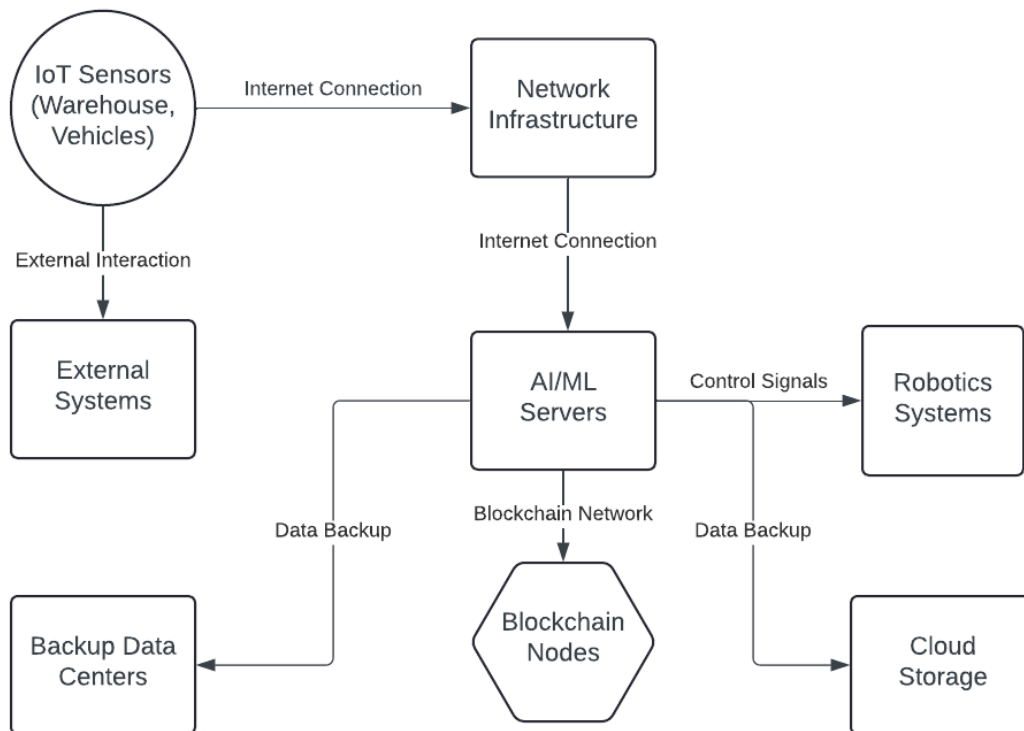 IoT Sensors
(Warehouse,
Vehicles)
Internet Connection
Network
Infrastructure
External Interaction
Internet Connection
External
Systems
AI/ML
Servers
Control Signals
Robotics
Systems
Data Backup
Blockchain Network
Data Backup
Backup Data
Centers
Blockchain
Nodes
Cloud
Storage